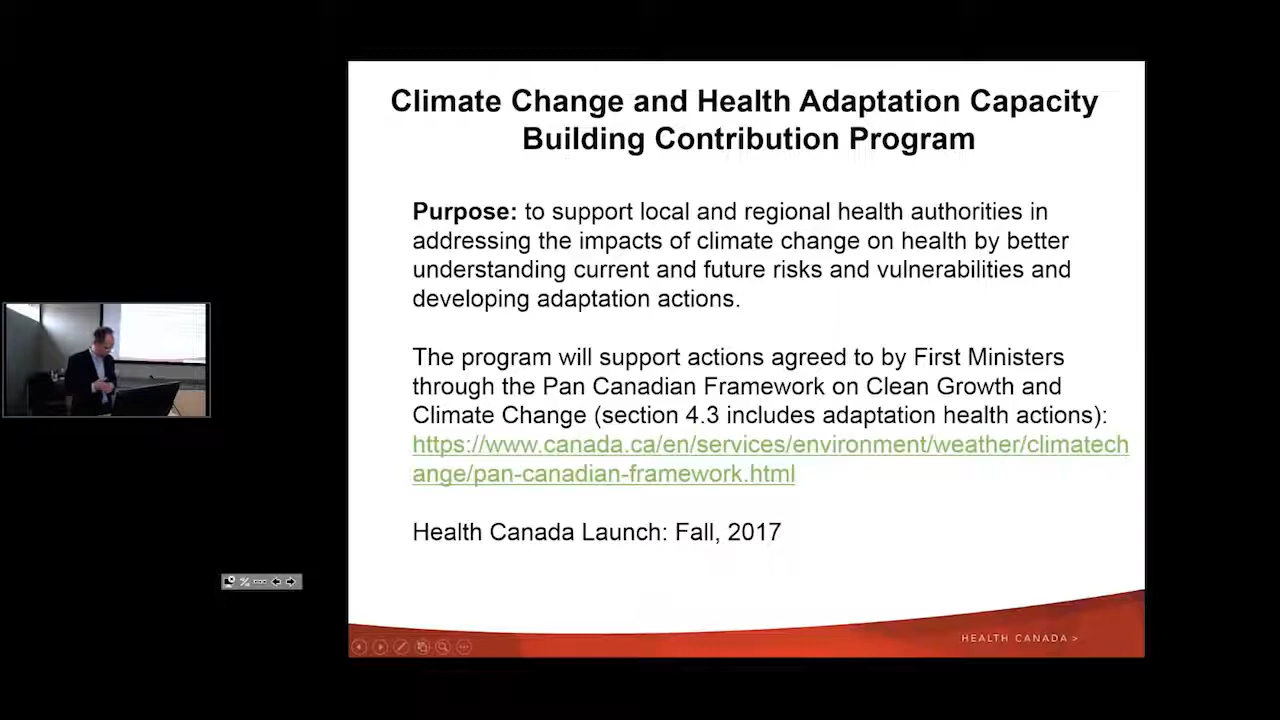 Climate Change and Health Adaptation Capacity
Building Contribution Program
Purpose: to support local and regional health authorities in
addressing the impacts of climate change on health by better
understanding current and future risks and vulnerabilities and
developing adaptation actions.
The program will support actions agreed to by First Ministers
through the Pan Canadian Framework on Clean Growth and
Climate Change (section 4.3 includes adaptation health actions):
https://www.canada.ca/en/services/environment/weather/climatech
ange/pan-canadian-framework.html
Health Canada Launch: Fall, 2017
HEALTH CANADA >